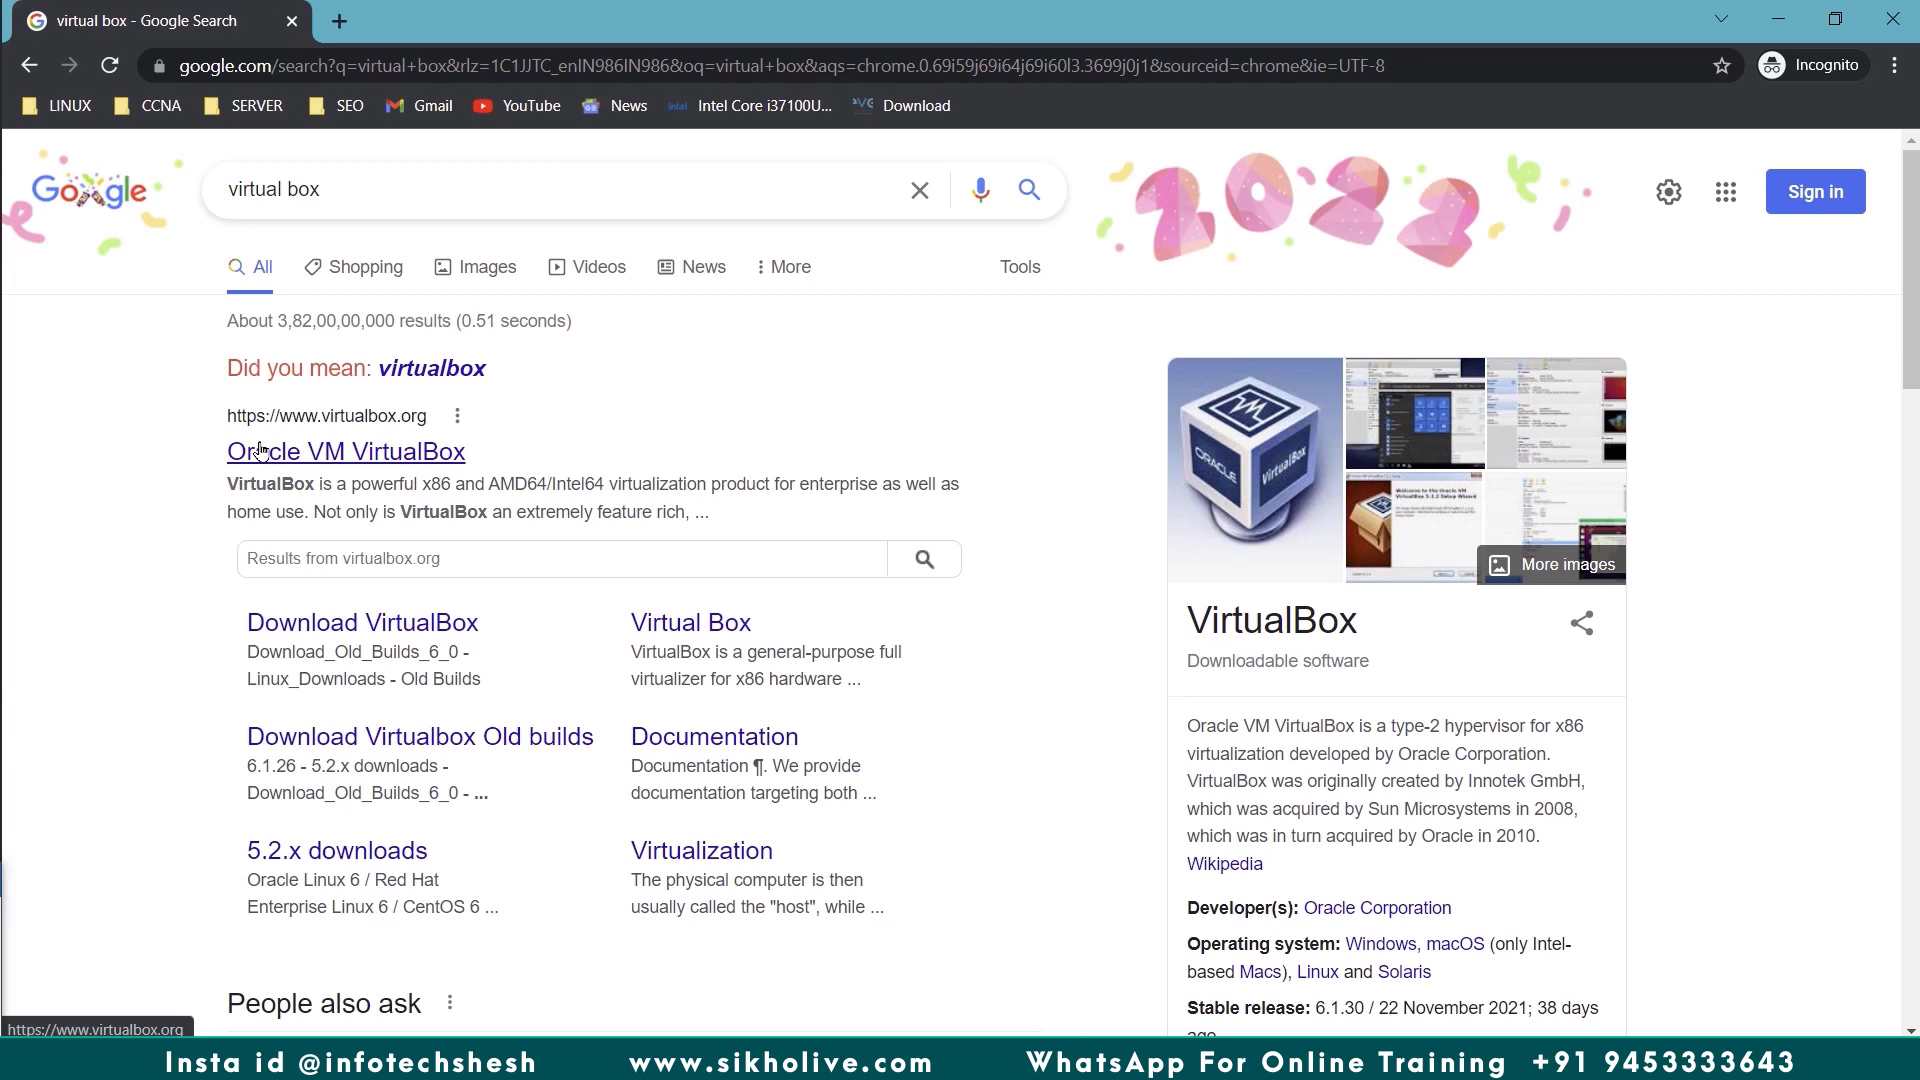 virtual box - Google Search
google.com/search?q=virtual+box&rlz=1C1JJTC_enIN986IN986&oq=virtual+box&aqs=chrome.0.69i59j69i64j69i60l3.3699j0j1&sourceid=chrome&ie=UTF-8
Incognito
LINUX CCNA SERVER SEO Gmail YouTube News Intel Core i37100U... Download
Google
virtual box
2022
Sign in
All Shopping Images Videos News More Tools
About 3,82,00,00,000 results (0.51 seconds)
Did you mean: virtualbox
https://www.virtualbox.org
Oracle VM VirtualBox
VirtualBox is a powerful x86 and AMD64/Intel64 virtualization product for enterprise as well as
home use. Not only is VirtualBox an extremely feature rich, ...
Results from virtualbox.org
Download VirtualBox
Download_Old_Builds_6_0 -
Linux_Downloads - Old Builds
Virtual Box
VirtualBox is a general-purpose full
virtualizer for x86 hardware ...
Download Virtualbox Old builds
6.1.26 - 5.2.x downloads -
Download_Old_Builds_6_0 - ...
Documentation
Documentation ¶. We provide
documentation targeting both ...
5.2.x downloads
Oracle Linux 6 / Red Hat
Enterprise Linux 6 / CentOS 6 ...
Virtualization
The physical computer is then
usually called the "host", while ...
People also ask
ORACLE VirtualBox
More images
VirtualBox
Downloadable software
Oracle VM VirtualBox is a type-2 hypervisor for x86
virtualization developed by Oracle Corporation.
VirtualBox was originally created by Innotek GmbH,
which was acquired by Sun Microsystems in 2008,
which was in turn acquired by Oracle in 2010.
Wikipedia
Developer(s): Oracle Corporation
Operating system: Windows, macOS (only Intel-
based Macs), Linux and Solaris
Stable release: 6.1.30 / 22 November 2021; 38 days
ago
https://www.virtualbox.org
Insta id @infotechshesh www.sikholive.com WhatsApp For Online Training +91 9453333643